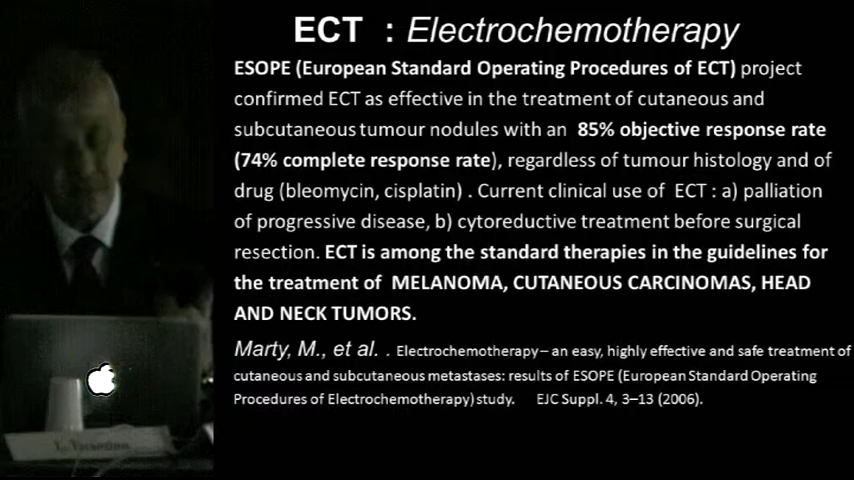 ECT : Electrochemotherapy
ESOPE (European Standard Operating Procedures of ECT) project
confirmed ECT as effective in the treatment of cutaneous and
subcutaneous tumour nodules with an 85% objective response rate
(74% complete response rate), regardless of tumour histology and of
drug (bleomycin, cisplatin) . Current clinical use of ECT : a) palliation
of progressive disease, b) cytoreductive treatment before surgical
resection. ECT is among the standard therapies in the guidelines for
the treatment of MELANOMA, CUTANEOUS CARCINOMAS, HEAD
AND NECK TUMORS.
Marty, M., et al. . Electrochemotherapy – an easy, highly effective and safe treatment of
cutaneous and subcutaneous metastases: results of ESOPE (European Standard Operating
Procedures of Electrochemotherapy) study. EJC Suppl. 4, 3–13 (2006).